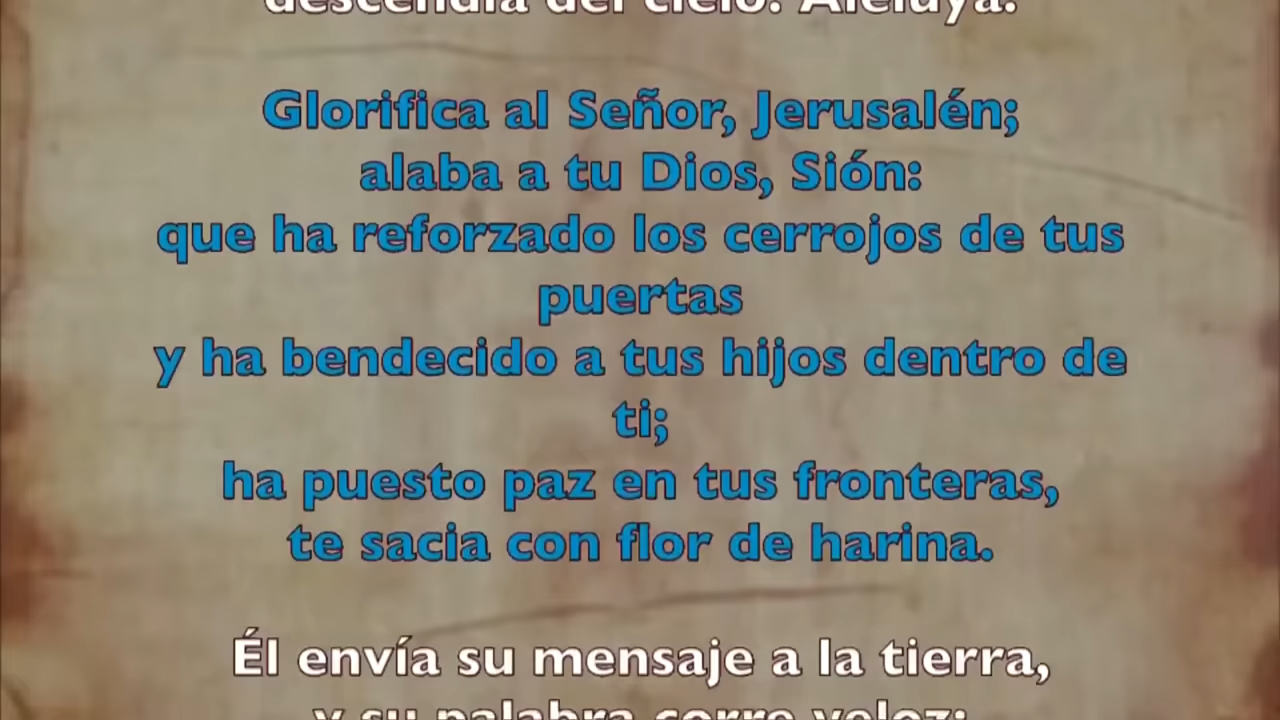 descendía del cielo. Aleluya.
Glorifica al Señor, Jerusalén;
alaba a tu Dios, Sión:
que ha reforzado los cerrojos de tus
puertas
y ha bendecido a tus hijos dentro de
ti;
ha puesto paz en tus fronteras,
te sacia con flor de harina.
Él envía su mensaje a la tierra,
y su palabra corre veloz;